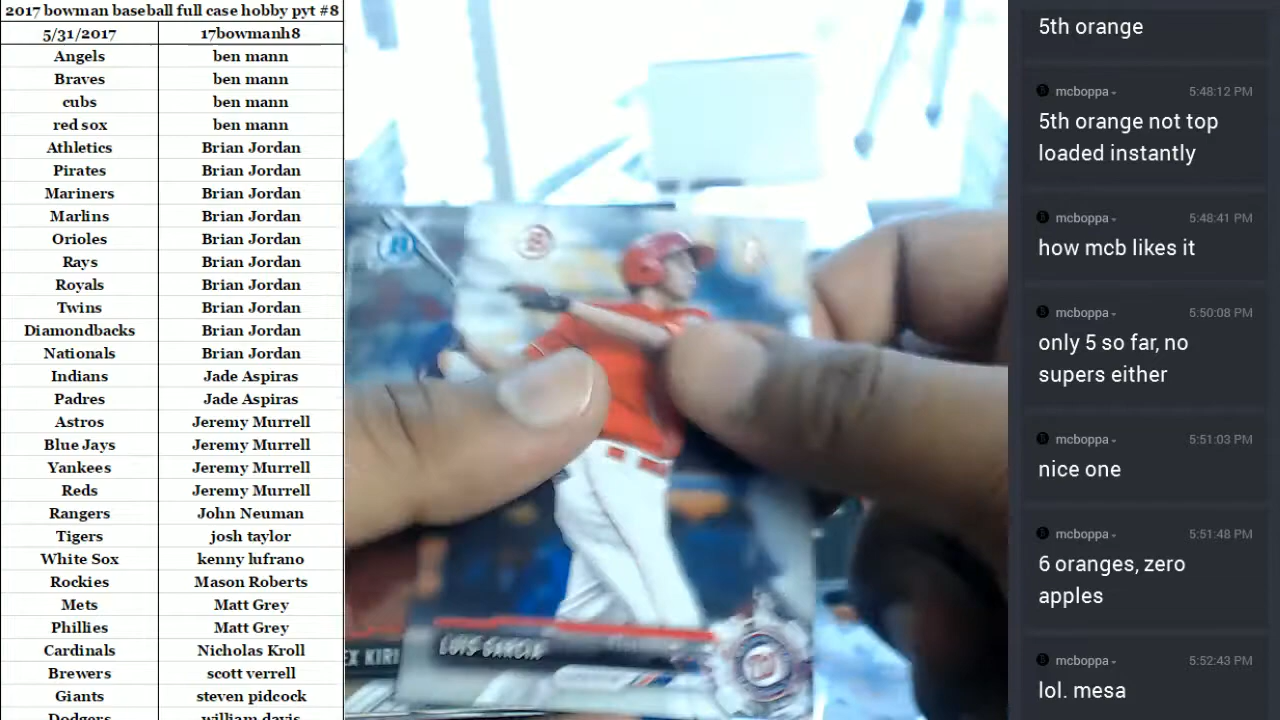 2017 bowman baseball full case hobby pyt #8
5/31/2017 17bowmanh8
Angels ben mann
Braves ben mann
cubs ben mann
red sox ben mann
Athletics Brian Jordan
Pirates Brian Jordan
Mariners Brian Jordan
Marlins Brian Jordan
Orioles Brian Jordan
Rays Brian Jordan
Royals Brian Jordan
Twins Brian Jordan
Diamondbacks Brian Jordan
Nationals Brian Jordan
Indians Jade Aspiras
Padres Jade Aspiras
Astros Jeremy Murrell
Blue Jays Jeremy Murrell
Yankees Jeremy Murrell
Reds Jeremy Murrell
Rangers John Neuman
Tigers josh taylor
White Sox kenny lufrano
Rockies Mason Roberts
Mets Matt Grey
Phillies Matt Grey
Cardinals Nicholas Kroll
Brewers scott verrell
Giants steven pidcock
Dodgers william davis
B
B
LUIS GARCIA
EX KIRI
5th orange
mcboppa 5:48:12 PM
5th orange not top
loaded instantly
mcboppa 5:48:41 PM
how mcb likes it
mcboppa 5:50:08 PM
only 5 so far, no
supers either
mcboppa 5:51:03 PM
nice one
mcboppa 5:51:48 PM
6 oranges, zero
apples
mcboppa 5:52:43 PM
lol. mesa